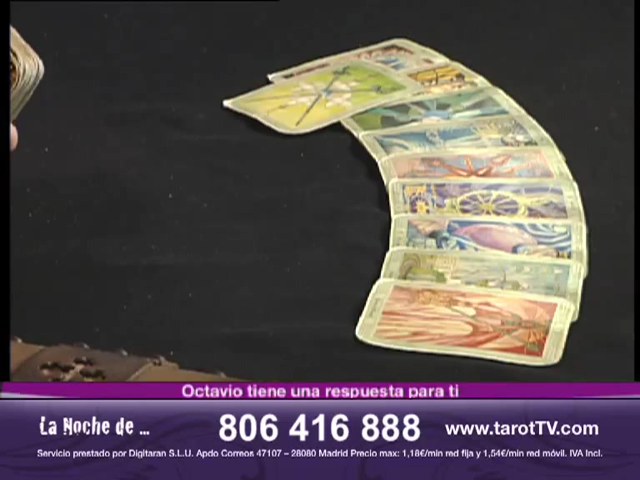 Octavio tiene una respuesta para ti
La Noche de ... 806 416 888 www.tarotTV.com
Servicio prestado por Digitaran S.L.U. Apdo Correos 47107 – 28080 Madrid Precio max: 1,18€/min red fija y 1,54€/min red móvil. IVA Incl.